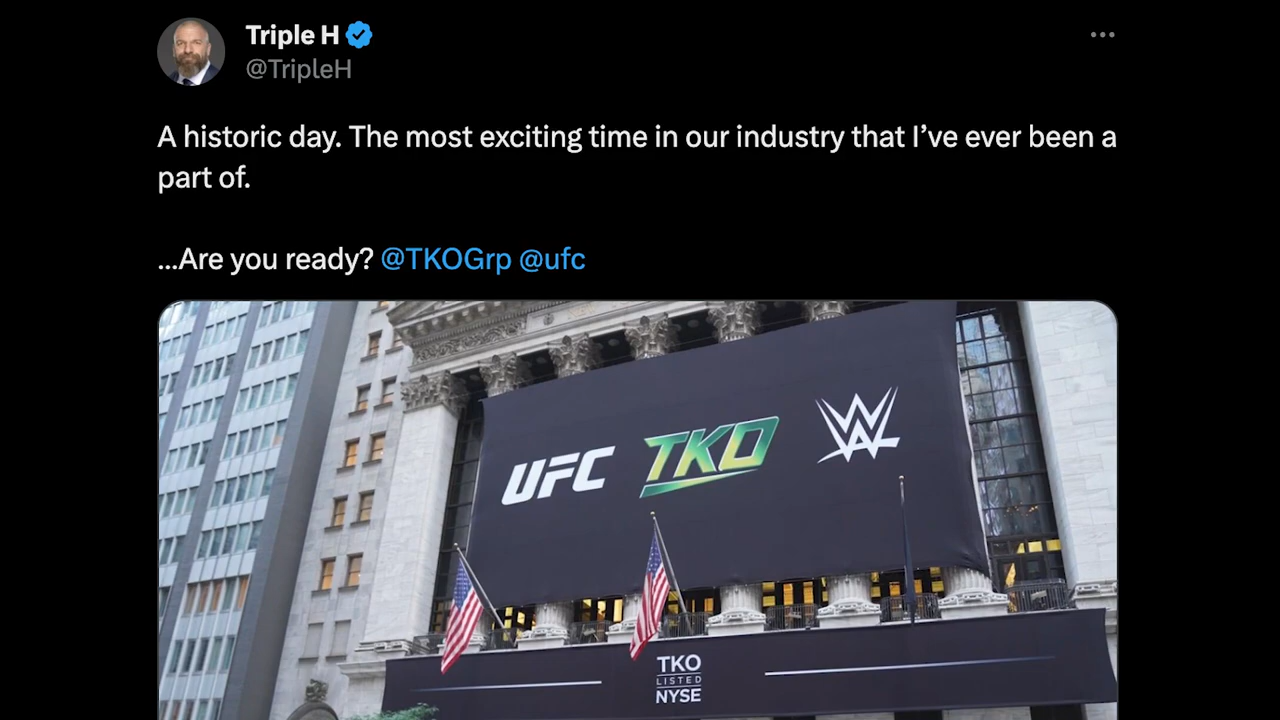 Triple H
@TripleH
A historic day. The most exciting time in our industry that I’ve ever been a
part of.
...Are you ready? @TKOGrp @ufc
UFC TKO W
TKO
LISTED
NYSE